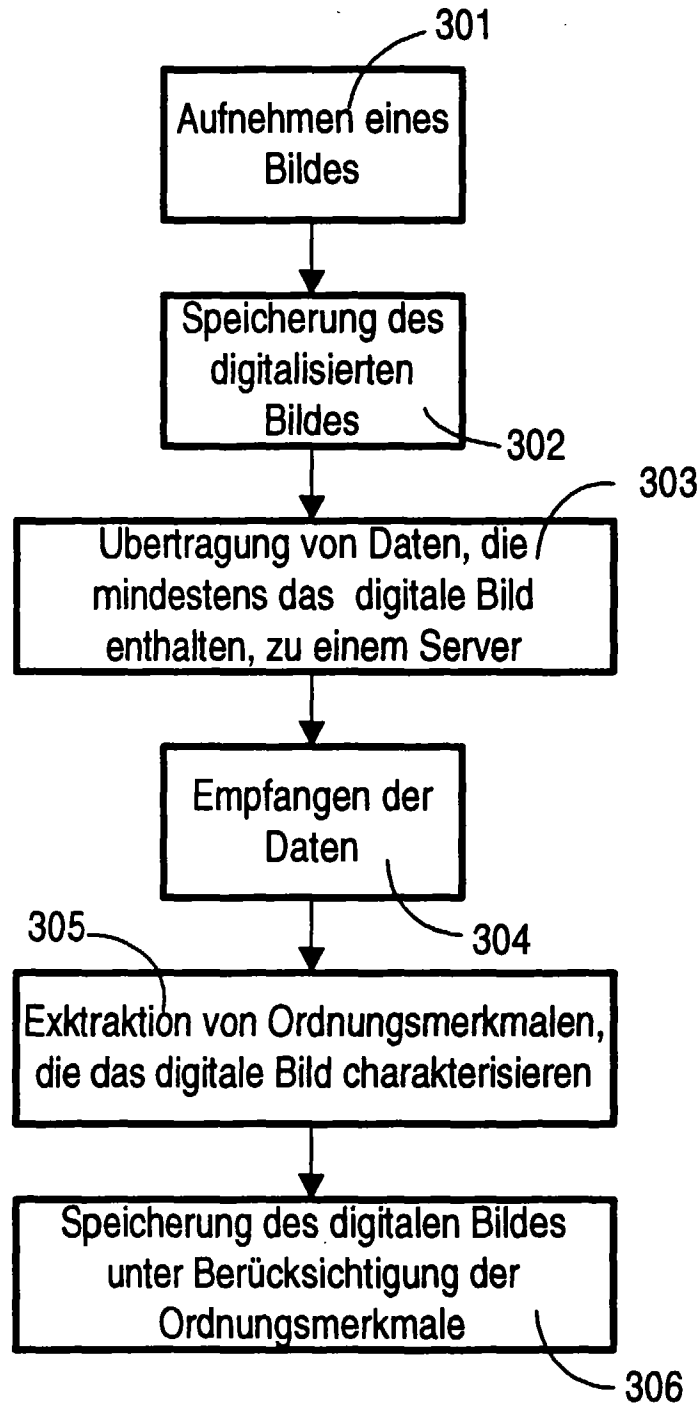 301
Aufnehmen eines
Bildes
Speicherung des
digitalisierten
Bildes
302
303
Übertragung von Daten, die
mindestens das digitale Bild
enthalten, zu einem Server
Empfangen der
Daten
304
305
Exktraktion von Ordnungsmerkmalen,
die das digitale Bild charakterisieren
Speicherung des digitalen Bildes
unter Berücksichtigung der
Ordnungsmerkmale
306